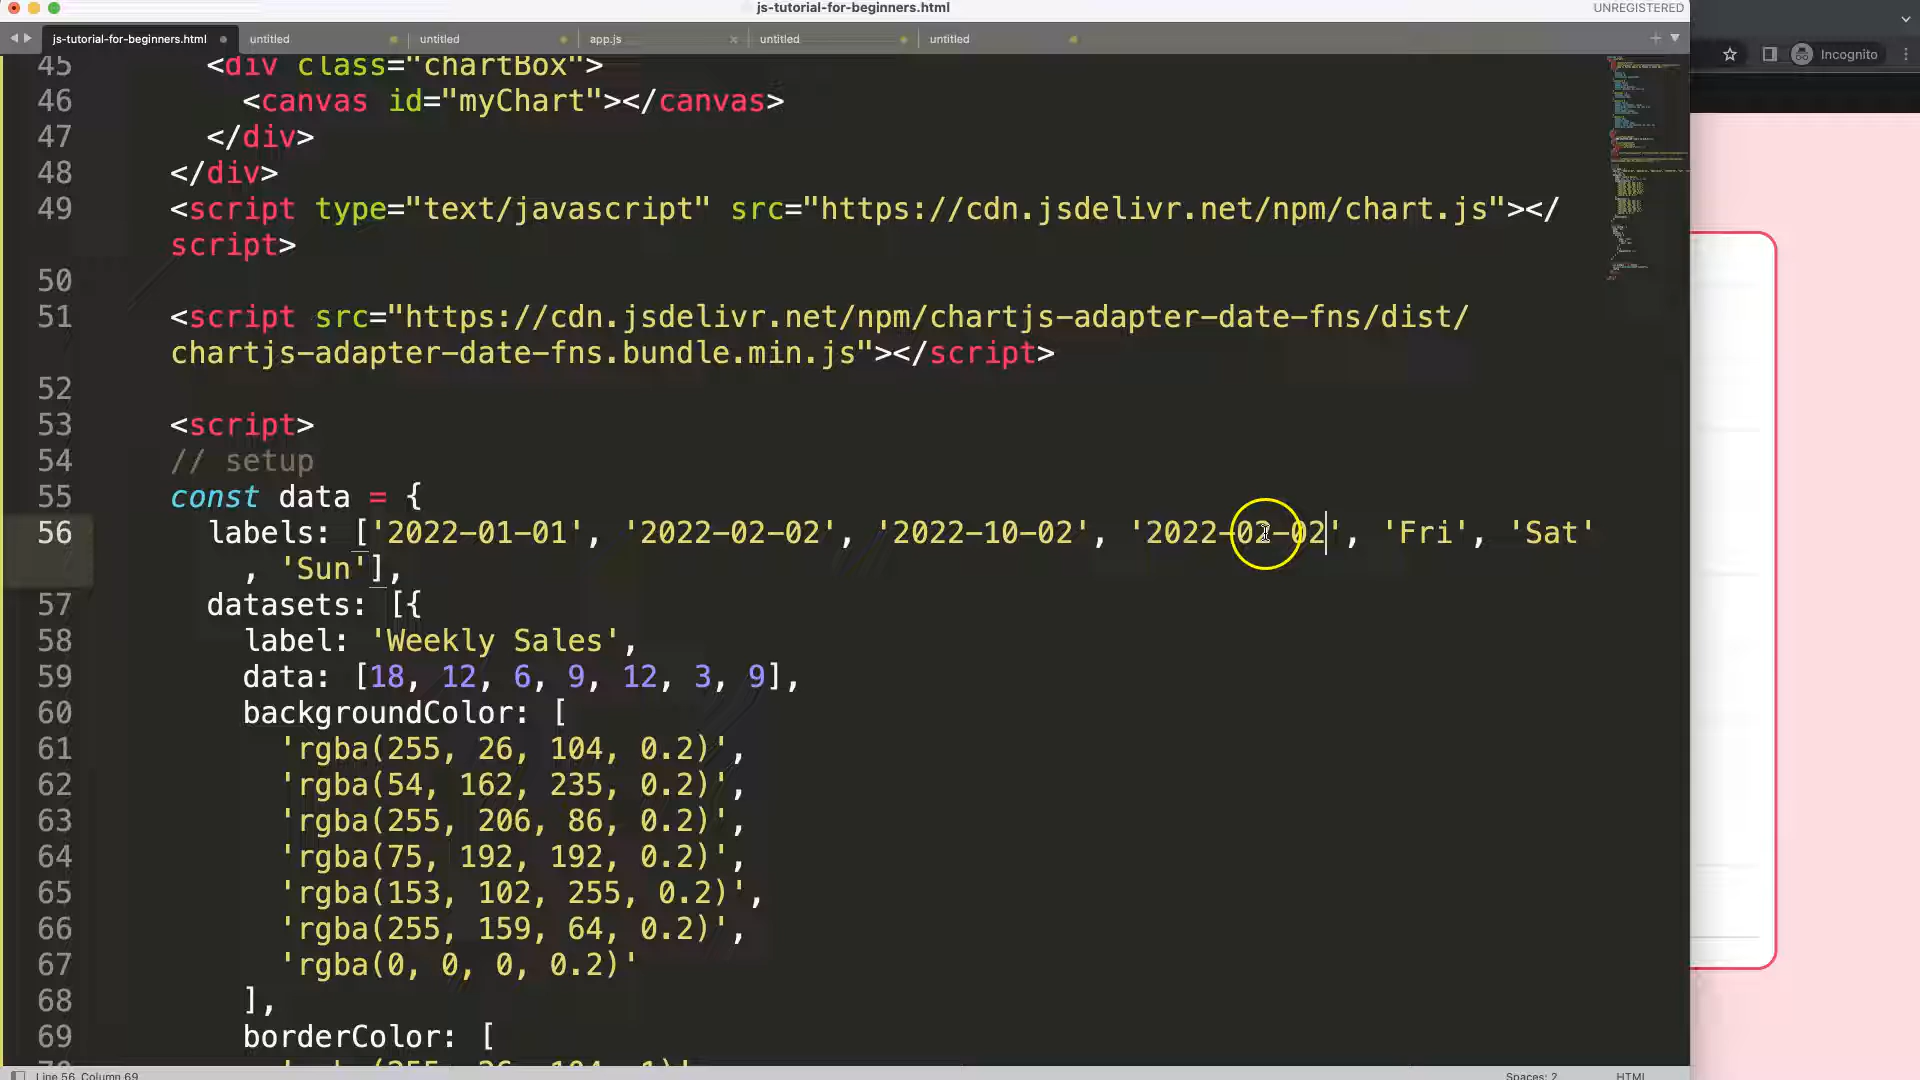 js-tutorial-for-beginners.html
UNREGISTERED
js-tutorial-for-beginners.html untitled untitled app.js untitled untitled
Incognito
45 <div class="chartBox">
46 <canvas id="myChart"></canvas>
47 </div>
48 </div>
49 <script type="text/javascript" src="https://cdn.jsdelivr.net/npm/chart.js"></
script>
50
51 <script src="https://cdn.jsdelivr.net/npm/chartjs-adapter-date-fns/dist/
chartjs-adapter-date-fns.bundle.min.js"></script>
52
53 <script>
54 // setup
55 const data = {
56 labels: ['2022-01-01', '2022-02-02', '2022-10-02', '2022-02-02', 'Fri', 'Sat'
, 'Sun'],
57 datasets: [{
58 label: 'Weekly Sales',
59 data: [18, 12, 6, 9, 12, 3, 9],
60 backgroundColor: [
61 'rgba(255, 26, 104, 0.2)',
62 'rgba(54, 162, 235, 0.2)',
63 'rgba(255, 206, 86, 0.2)',
64 'rgba(75, 192, 192, 0.2)',
65 'rgba(153, 102, 255, 0.2)',
66 'rgba(255, 159, 64, 0.2)',
67 'rgba(0, 0, 0, 0.2)'
68 ],
69 borderColor: [
Line 56, Column 69
Spaces: 2
HTML